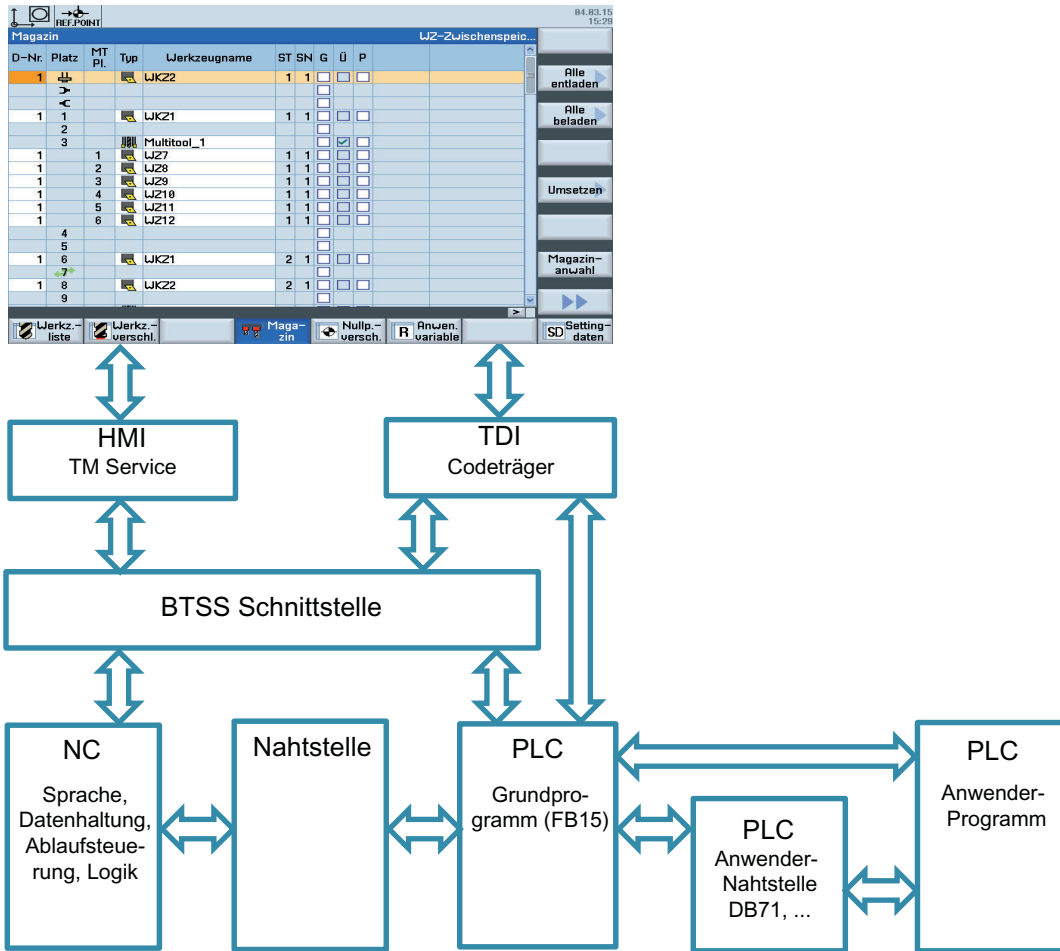 REF.POINT
04.03.15
15:29
Magazin WZ-Zwischenspeic...
D-Nr. Platz MT Pl. Typ Werkzeugname ST SN G Ü P
1 WKZ2 1 1
1 1 WKZ1 1 1
2
3 Multitool_1
1 1 WZ7 1 1
1 2 WZ8 1 1
1 3 WZ9 1 1
1 4 WZ10 1 1
1 5 WZ11 1 1
1 6 WZ12 1 1
4
5
1 6 WKZ1 2 1
7
1 8 WKZ2 2 1
9
Alle
entladen
Alle
beladen
Umsetzen
Magazin-
anwahl
>
Werkz.-
liste
Werkz.-
verschl.
Maga-
zin
Nullp.-
versch.
R Anwen.
variable
SD Setting-
daten
HMI
TM Service
TDI
Codeträger
BTSS Schnittstelle
NC
Sprache,
Datenhaltung,
Ablaufsteue-
rung, Logik
Nahtstelle
PLC
Grundpro-
gramm (FB15)
PLC
Anwender-
Nahtstelle
DB71, ...
PLC
Anwender-
Programm